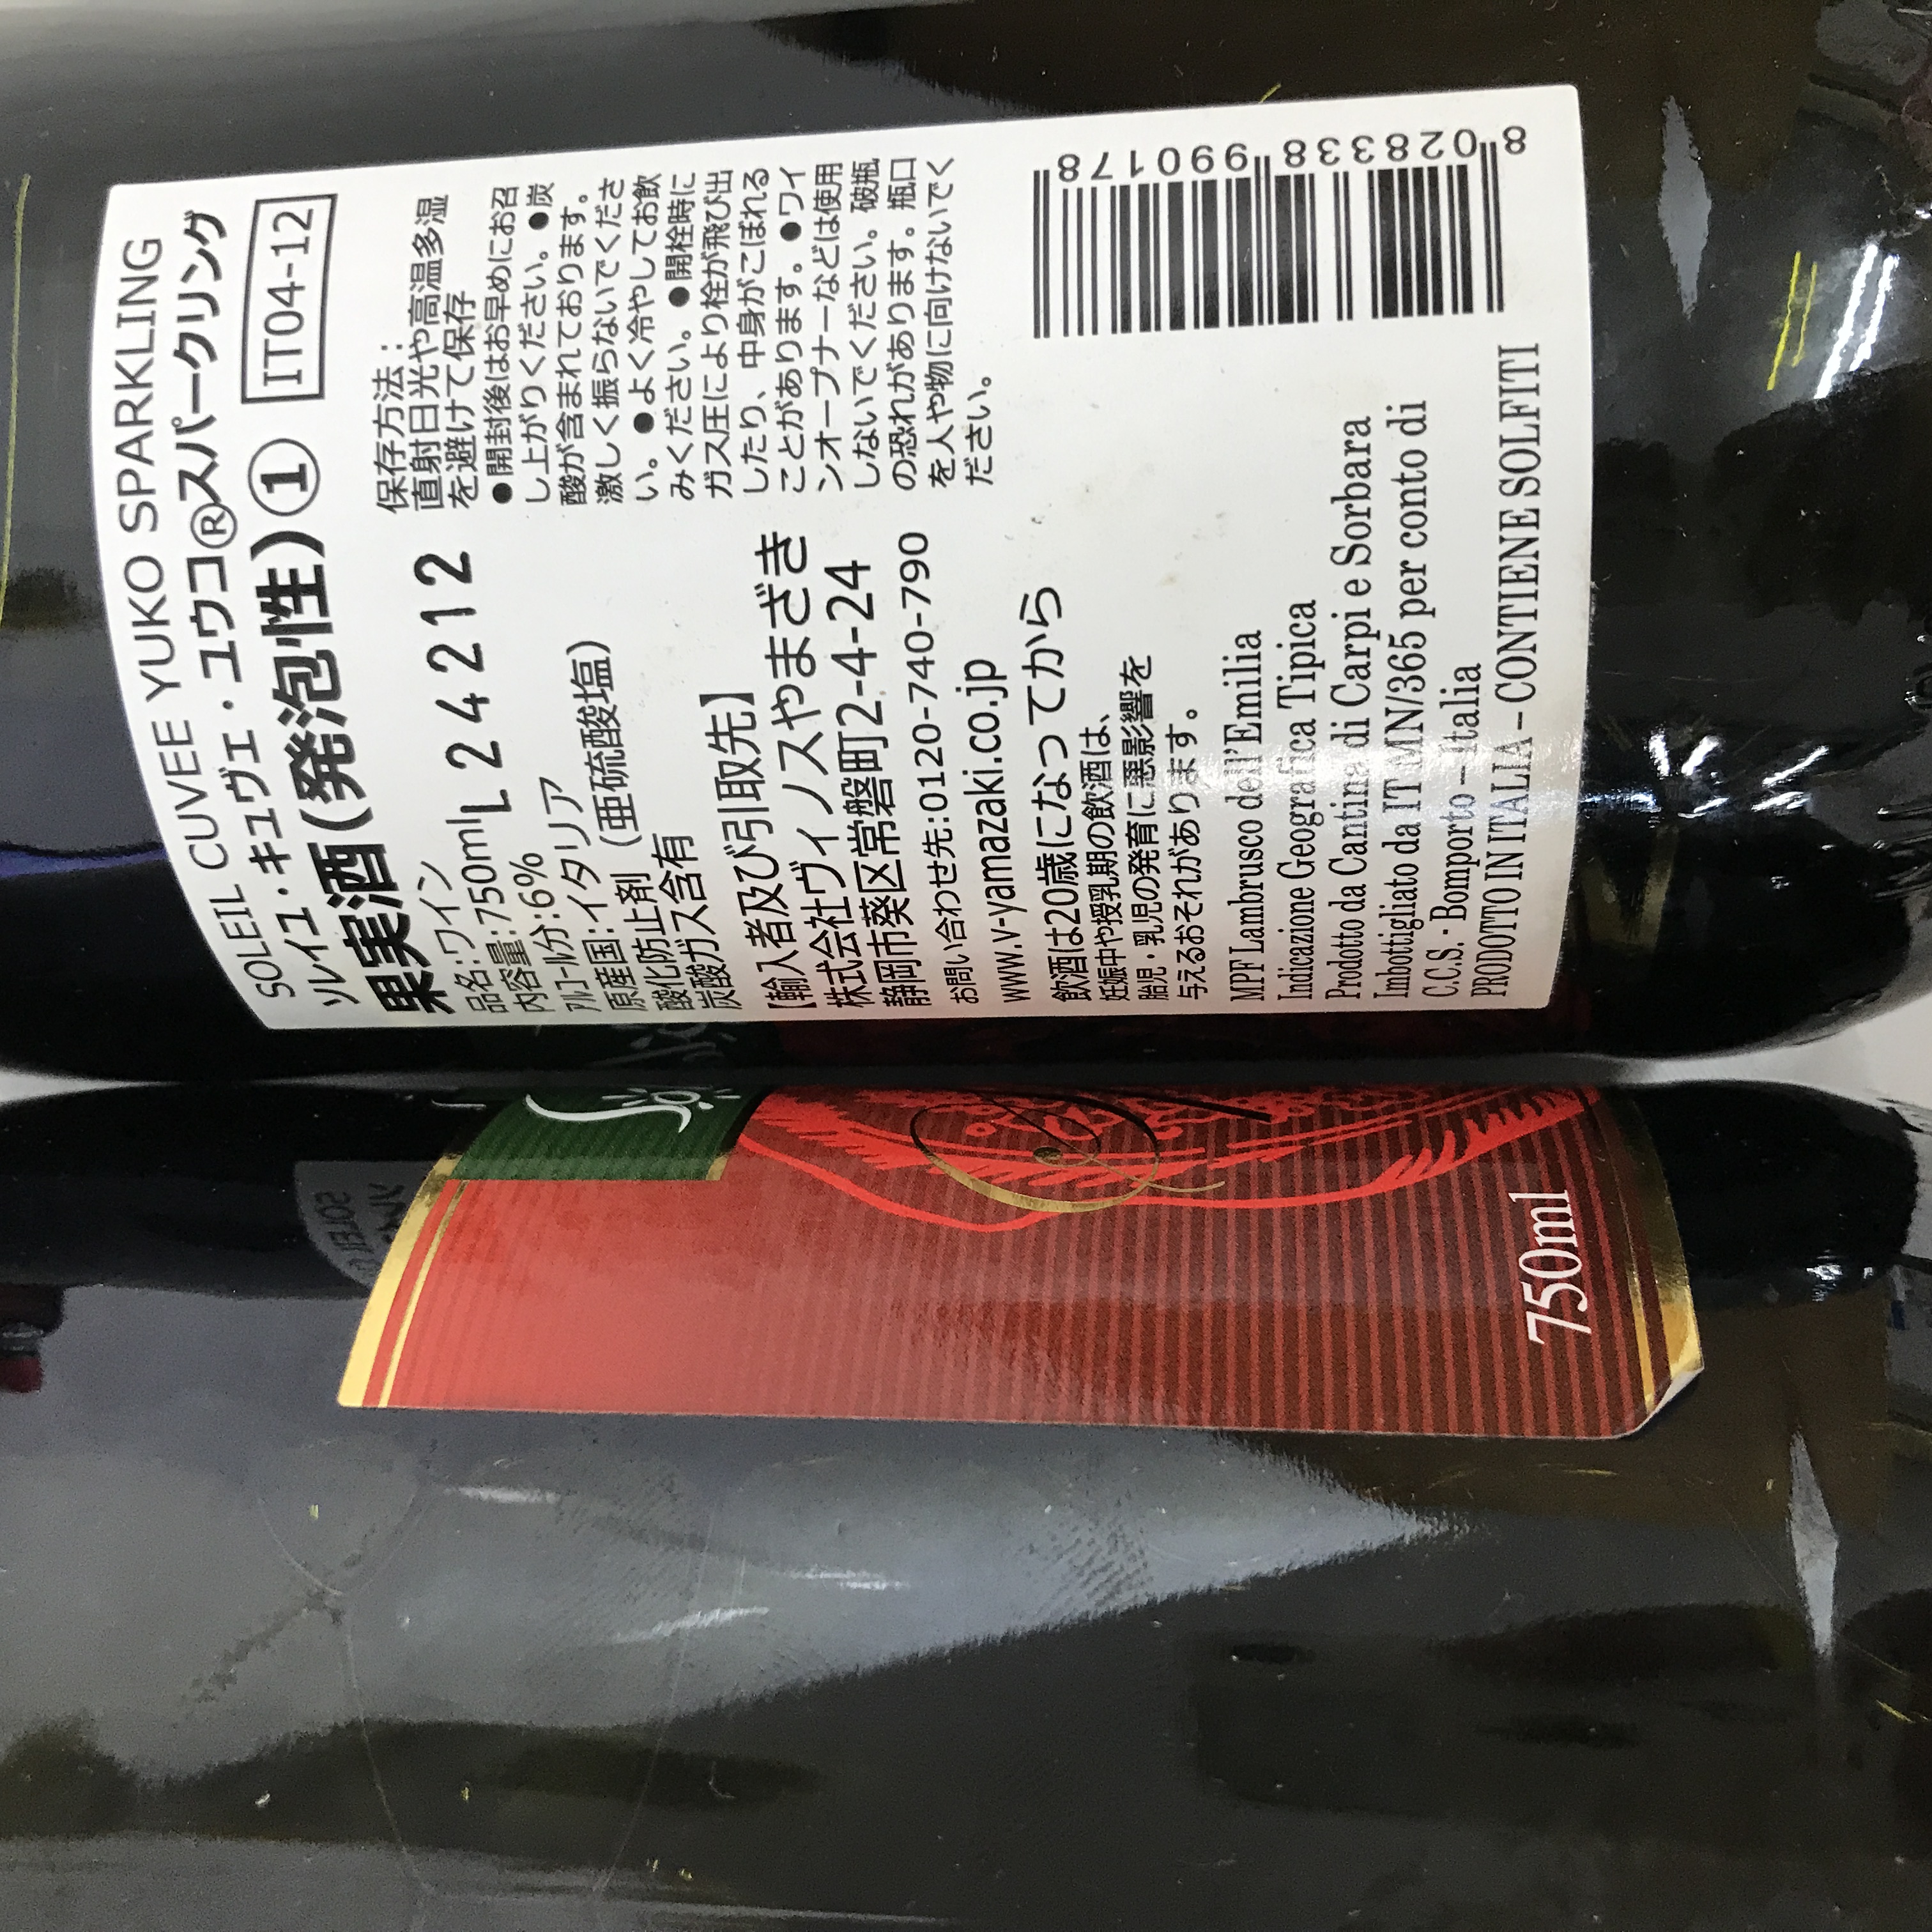 750ml
SOLEIL CUVEE YUKO SPARKLING
ソレイユ・キュヴェ・ユウコ®スパークリング
果実酒(発泡性)①
IT04-12
品名:ワイン
内容量:750ml
L24212
アルコール分:6%
原産国:イタリア
酸化防止剤（亜硫酸塩）
炭酸ガス含有
【輸入者及び引取先】
株式会社ヴィノスやまざき
静岡市葵区常磐町2-4-24
お問い合わせ先:0120-740-790
www.v-yamazaki.co.jp
飲酒は20歳になってから
妊娠中や授乳期の飲酒は、
胎児・乳児の発育に悪影響を
与えるおそれがあります。
MPF Lambrusco dell'Emilia
Indicazione Geografica Tipica
Prodotto da Cantina di Carpi e Sorbara
Imbottigliato da IT MN/365 per conto di
C.C.S. - Bomporto – Italia
PRODOTTO IN ITALIA – CONTIENE SOLFITI
保存方法：
直射日光や高温多湿
を避けて保存
●開封後はお早めにお召
し上がりください。●炭
酸が含まれております。
激しく振らないでくださ
い。●よく冷やしてお飲
みください。●開栓時に
ガス圧により栓が飛び出
したり、中身がこぼれる
ことがあります。●ワイ
ンオープナーなどは使用
しないでください。破瓶
の恐れがあります。瓶口
を人や物に向けないでく
ださい。
8028338990178